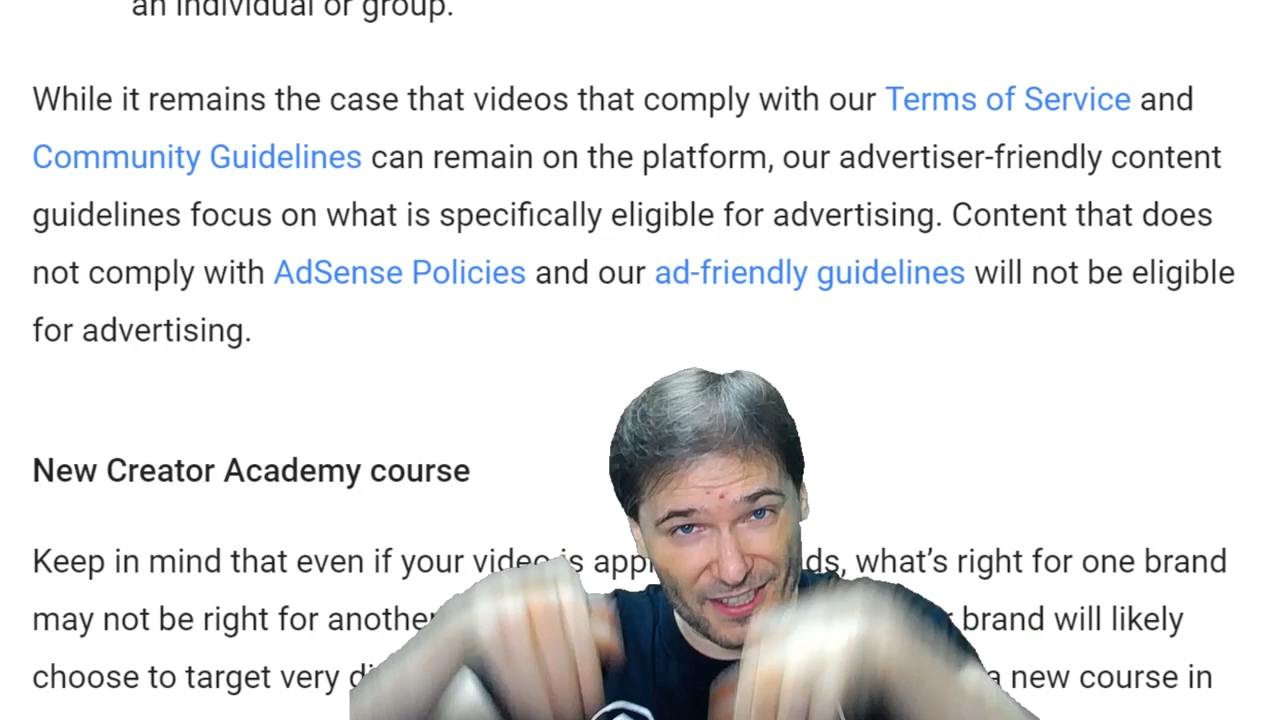 an individual or group.
While it remains the case that videos that comply with our Terms of Service and
Community Guidelines can remain on the platform, our advertiser-friendly content
guidelines focus on what is specifically eligible for advertising. Content that does
not comply with AdSense Policies and our ad-friendly guidelines will not be eligible
for advertising.
New Creator Academy course
Keep in mind that even if your video is what's right for one brand
may not be right for another brand will likely
choose to target very a new course in